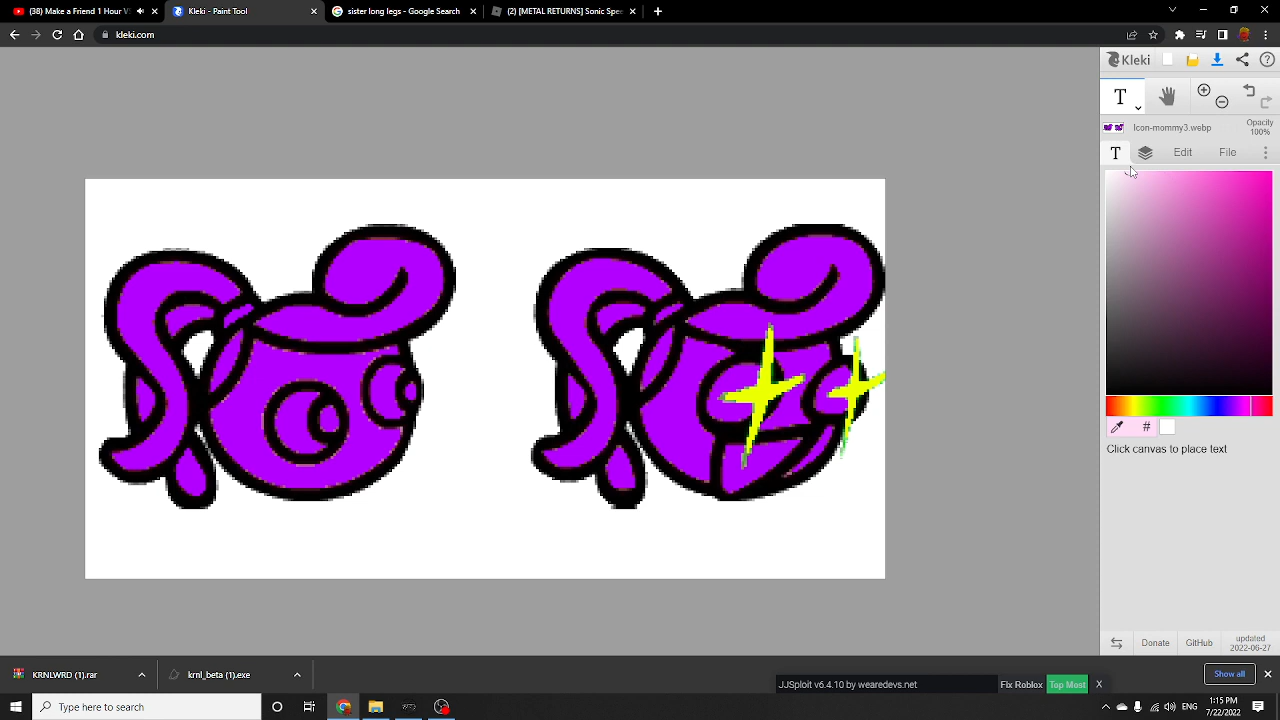 (38) Make a Friend 1 Hour V
Kleki - Paint Tool
sister long legs - Google Search
(2) [METAL RETURNS] Sonic Spee
kleki.com
Kleki
T
Icon-mommy3.webp
Opacity
100%
T
Edit
File
#
Click canvas to place text
Donate
GitHub
updated
2022-06-27
KRNLWRD (1).rar
krnl_beta (1).exe
Show all
JJSploit v6.4.10 by wearedevs.net
Fix Roblox
Top Most
X
Type here to search
1:15 PM
7/22/2022